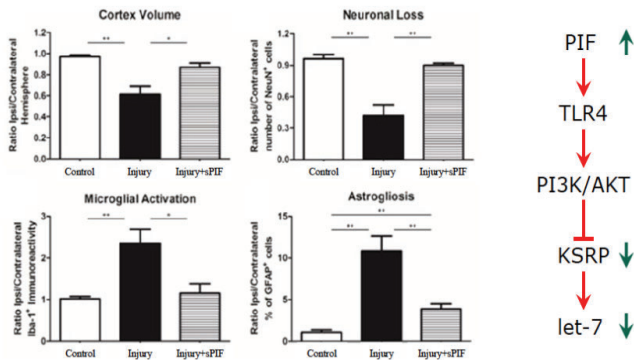 Cortex Volume
** *
Ratio Ipsi/Contralateral
Hemisphere
1.2
1.0
0.8
0.6
0.4
0.2
0.0
Control Injury Injury+sPIF
Neuronal Loss
** **
Ratio Ipsi/Contralateral
number of NeuN⁺ cells
1.2
0.9
0.6
0.3
0.0
Control Injury Injury+sPIF
Microglial Activation
** *
Ratio Ipsi/Contralateral
Iba-1⁺ Immunoreactivity
3
2
1
0
Control Injury Injury+sPIF
Astrogliosis
**
** **
Ratio Ipsi/Contralateral
% of GFAP⁺ cells
15
10
5
0
Control Injury Injury+sPIF
PIF
TLR4
PI3K/AKT
KSRP
let-7